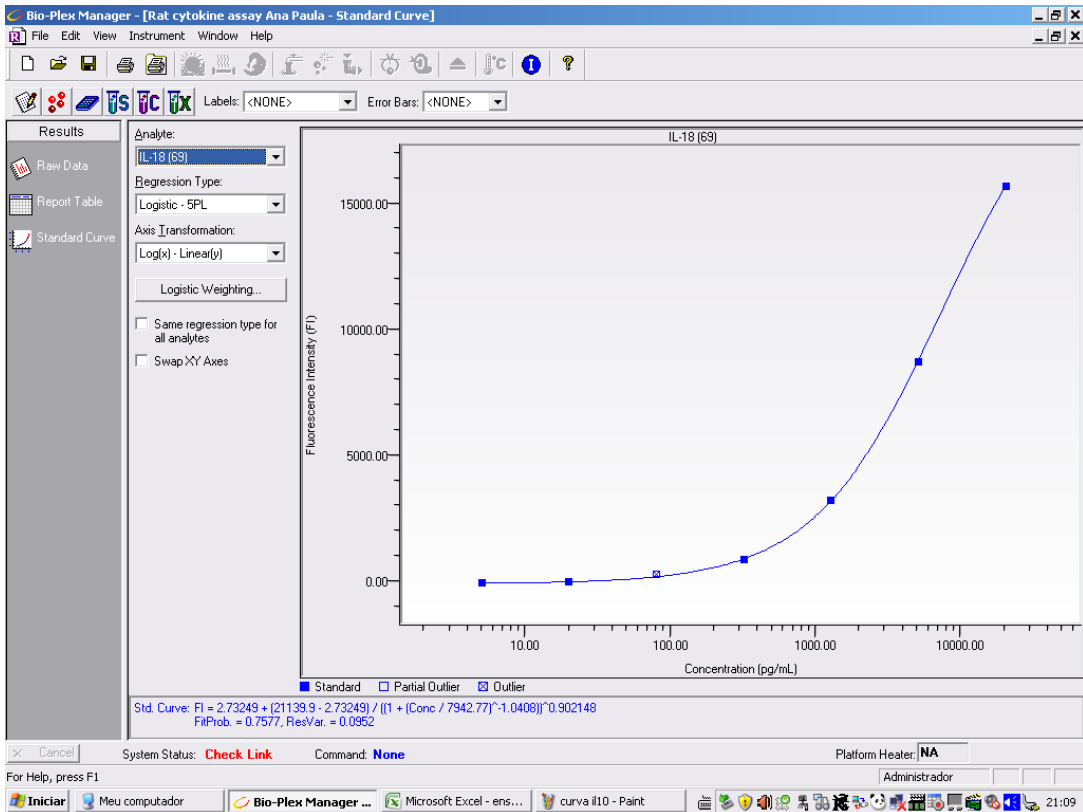 Bio-Plex Manager - [Rat cytokine assay Ana Paula - Standard Curve]
File Edit View Instrument Window Help
°C
S C X Labels: <NONE> Error Bars: <NONE>
Results
Raw Data
Report Table
Standard Curve
Analyte:
IL-18 (69)
Regression Type:
Logistic - 5PL
Axis Transformation:
Log(x) - Linear(y)
Logistic Weighting...
Same regression type for
all analytes
Swap XY Axes
IL-18 (69)
Fluorescence Intensity (FI)
15000.00
10000.00
5000.00
0.00
10.00 100.00 1000.00 10000.00
Concentration (pg/mL)
Standard Partial Outlier Outlier
Std. Curve: FI = 2.73249 + (21139.9 - 2.73249) / ((1 + (Conc / 7942.77)^-1.0408))^0.902148
FitProb. = 0.7577, ResVar. = 0.0952
Cancel System Status: Check Link Command: None Platform Heater: NA
For Help, press F1 Administrador
Iniciar Meu computador Bio-Plex Manager ... Microsoft Excel - ens... curva il10 - Paint 21:09